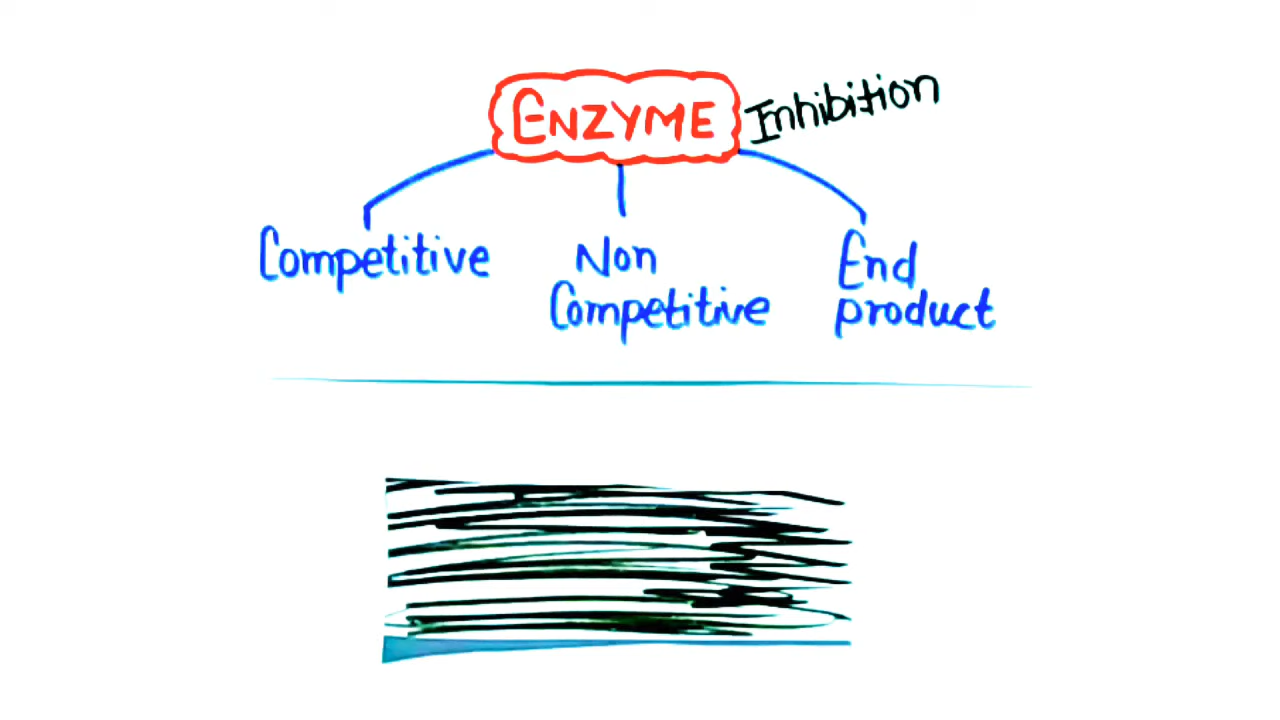 ENZYME Inhibition
Competitive
Non
Competitive
End
product